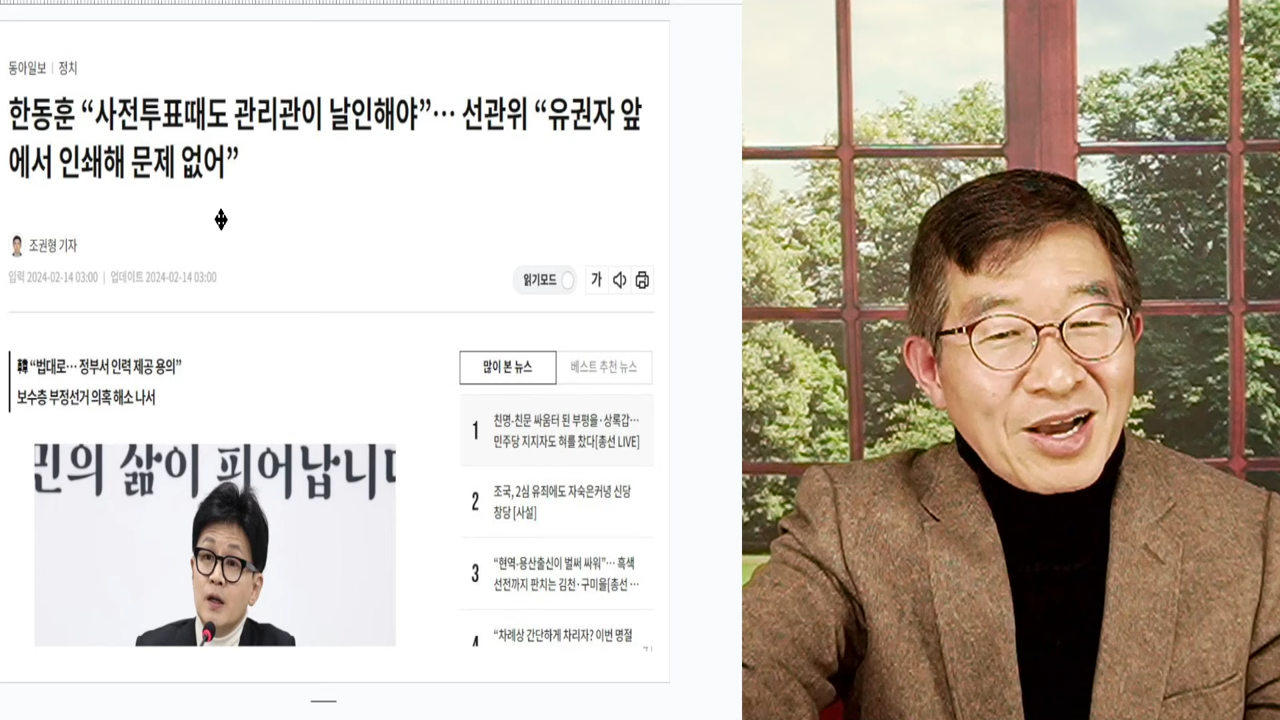 동아일보 | 정치
한동훈 “사전투표때도 관리관이 날인해야”… 선관위 “유권자 앞
에서 인쇄해 문제 없어”
조권형 기자
입력 2024-02-14 03:00 | 업데이트 2024-02-14 03:00
읽기모드
가
韓 “법대로… 정부서 인력 제공 용의”
보수층 부정선거 의혹 해소 나서
민의 삶이 피어납니다
많이 본 뉴스
베스트 추천 뉴스
1
친명-친문 싸움터 된 부평을·상록갑…
민주당 지지자도 혀를 찼다[총선 LIVE]
2
조국, 2심 유죄에도 자숙은커녕 신당
창당 [사설]
3
“현역-용산출신이 벌써 싸워”… 흑색
선전까지 판치는 김천·구미을[총선 …
4
“차례상 간단하게 차리자? 이번 명절